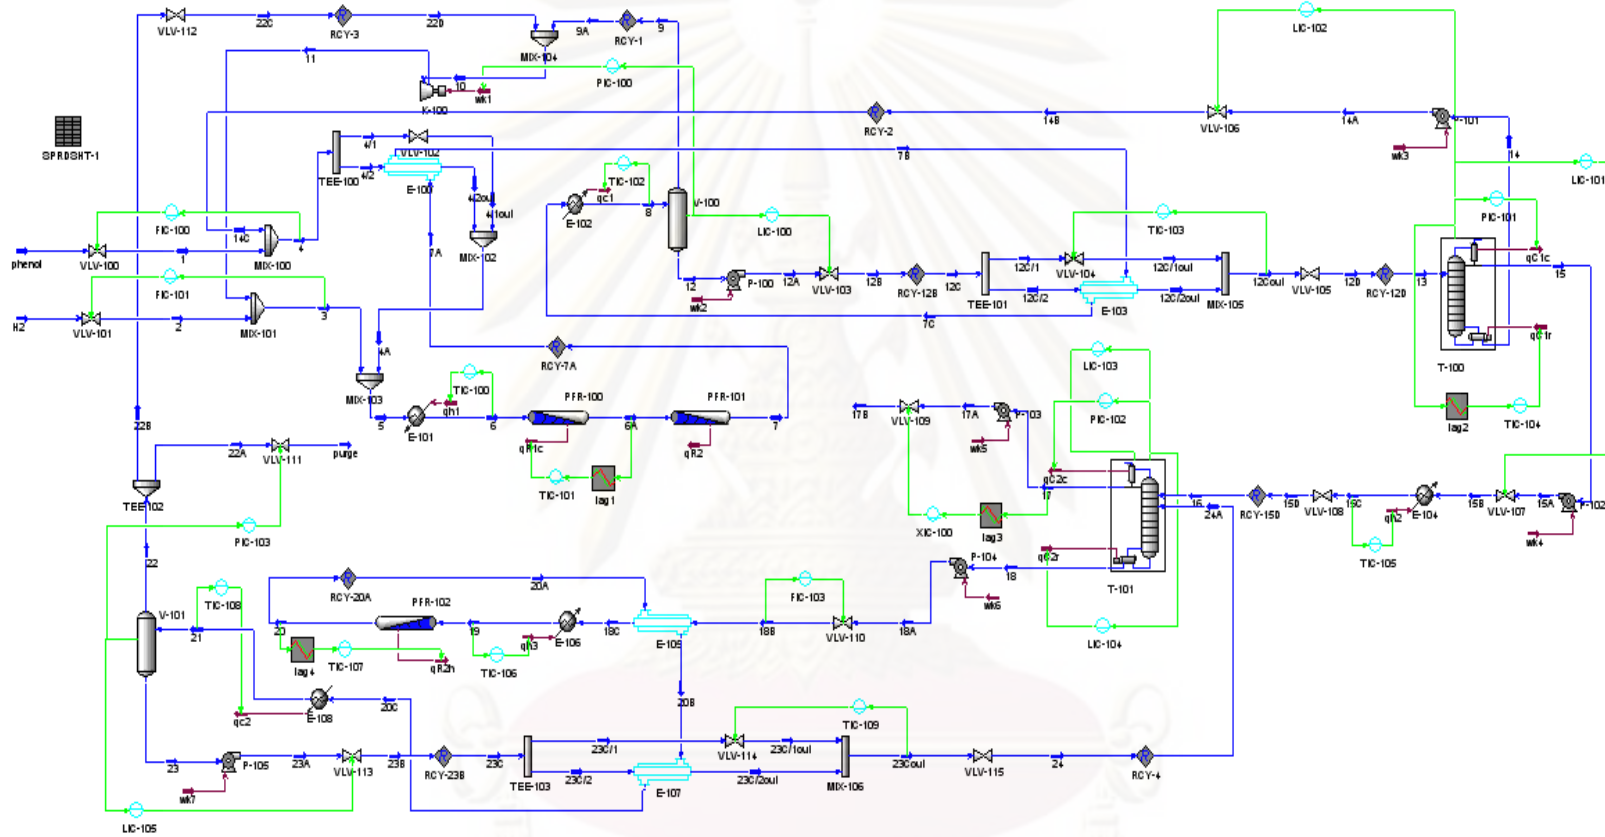 22C
22D
9A
9
VLV-112
RCY-3
MIX-104
RCY-1
LIC-102
11
10
wk1
K-100
PIC-100
SPRDSHT-1
4/1
VLV-102
4/2
TEE-100
E-100
RCY-2
14B
VLV-106
14A
P-101
wk3
14
7B
LIC-101
TIC-102
qc1
E-102
8
V-100
LIC-100
TIC-103
PIC-101
FIC-100
14C
4
phenol
VLV-100
1
MIX-100
7A
MIX-102
12
P-100
wk2
12A
VLV-103
12B
RCY-12B
12C
TEE-101
12C/1
VLV-104
12C/1out
12C/2
E-103
12C/2out
MIX-105
12Cout
VLV-105
12D
RCY-12D
13
qC1c
15
qC1r
T-100
FIC-101
H2
VLV-101
2
MIX-101
3
7C
4A
MIX-103
RCY-7A
LIC-103
TIC-100
qh1
5
E-101
6
PFR-100
6A
PFR-101
7
qR1c
qR2
TIC-101
lag1
17B
VLV-109
17A
P-103
wk5
PIC-102
lag2
TIC-104
22B
22A
VLV-111
purge
TEE-102
PIC-103
22
qC2c
17
XIC-100
lag3
16
24A
RCY-15D
15D
VLV-108
15C
qh2
E-104
15B
VLV-107
15A
P-102
wk4
TIC-105
P-104
wk6
18
qC2r
T-101
LIC-104
RCY-20A
20A
TIC-108
V-101
21
20
PFR-102
19
E-106
qh3
18C
18B
FIC-103
VLV-110
18A
lag4
TIC-107
qR2h
TIC-106
qc2
E-108
20C
20B
TIC-109
23
P-105
wk7
23A
VLV-113
23B
RCY-23B
23C
TEE-103
23C/1
VLV-114
23C/1out
23C/2
E-107
23C/2out
MIX-106
23Cout
VLV-115
24
RCY-4
LIC-105